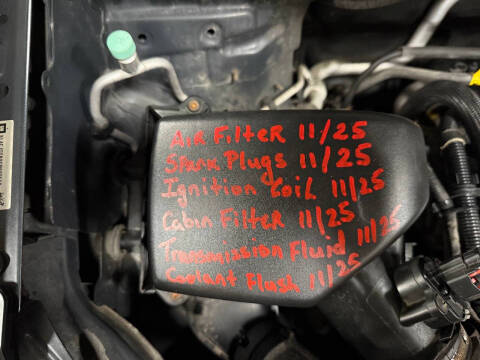 AiR FilteR 11/25
Spark Plugs 11/25
Ignition Coil 11/25
Cabin FilteR 11/25
Transmission Fluid 11/25
Coolant Flush 11/25